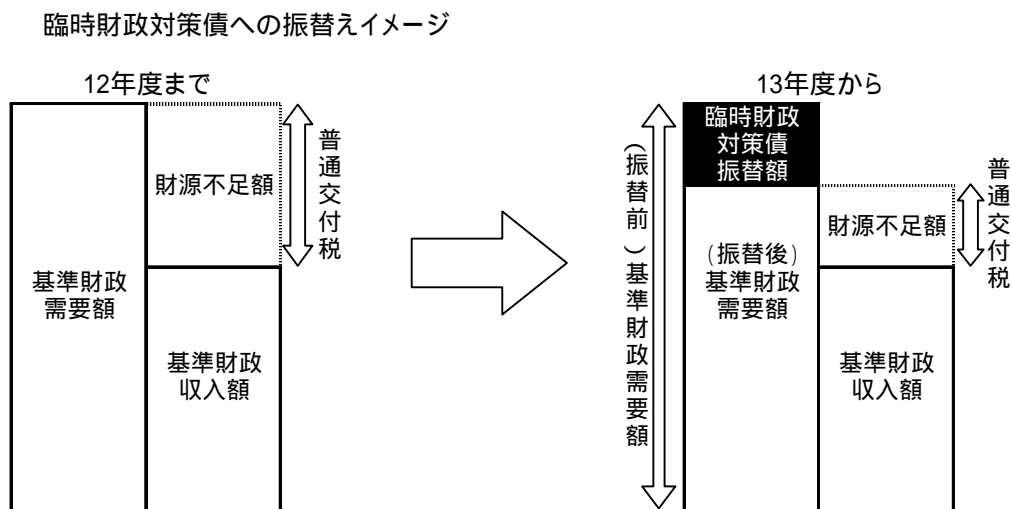 臨時財政対策債への振替えイメージ
12年度まで
基準財政
需要額
財源不足額
基準財政
収入額
普通交付税
13年度から
(振替前)基準財政需要額
臨時財政
対策債
振替額
(振替後)
基準財政
需要額
財源不足額
基準財政
収入額
普通交付税